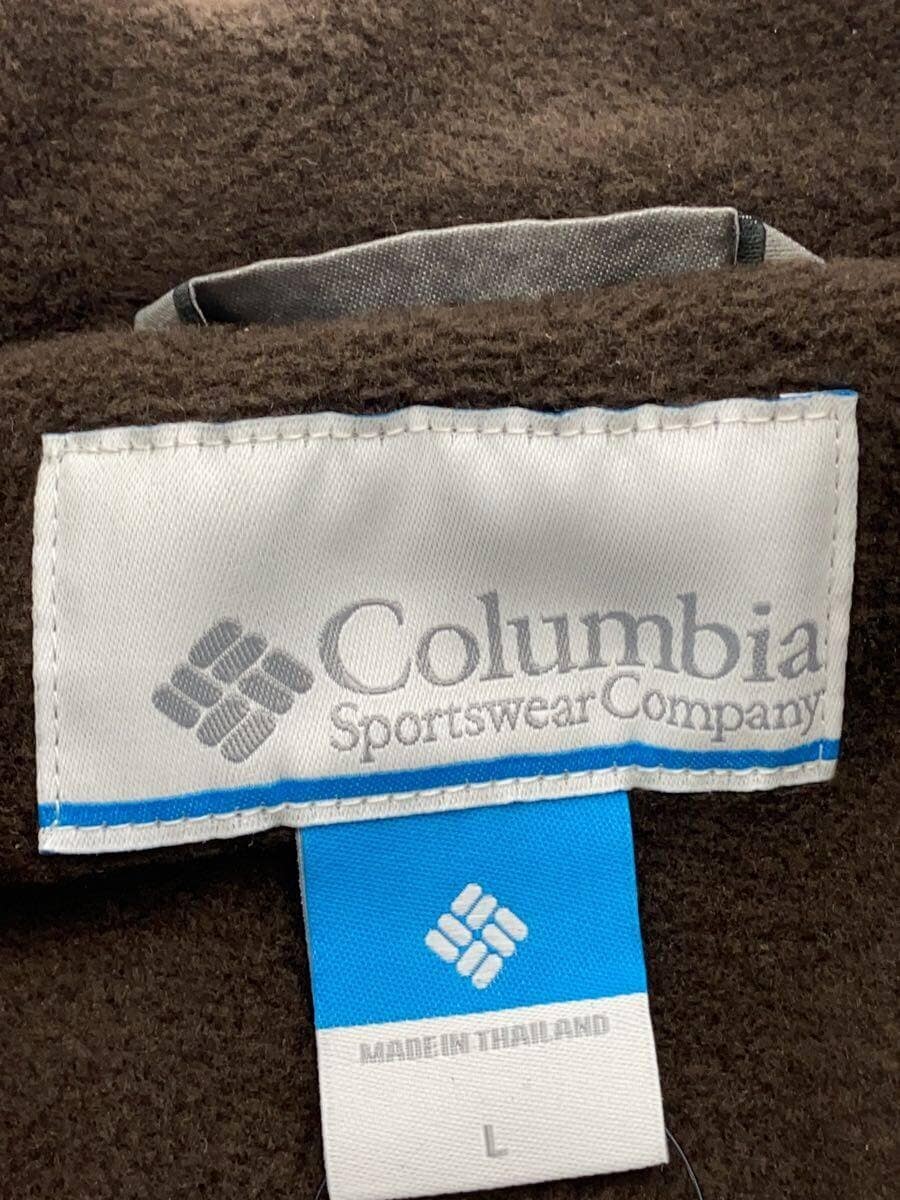 Columbia
Sportswear Company
MADE IN THAILAND
L